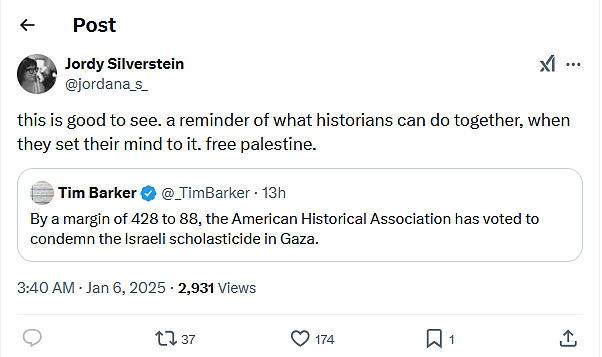 Post
Jordy Silverstein
@jordana_s_
this is good to see. a reminder of what historians can do together, when
they set their mind to it. free palestine.
Tim Barker @_TimBarker · 13h
By a margin of 428 to 88, the American Historical Association has voted to
condemn the Israeli scholasticide in Gaza.
3:40 AM · Jan 6, 2025 · 2,931 Views
37 174 1